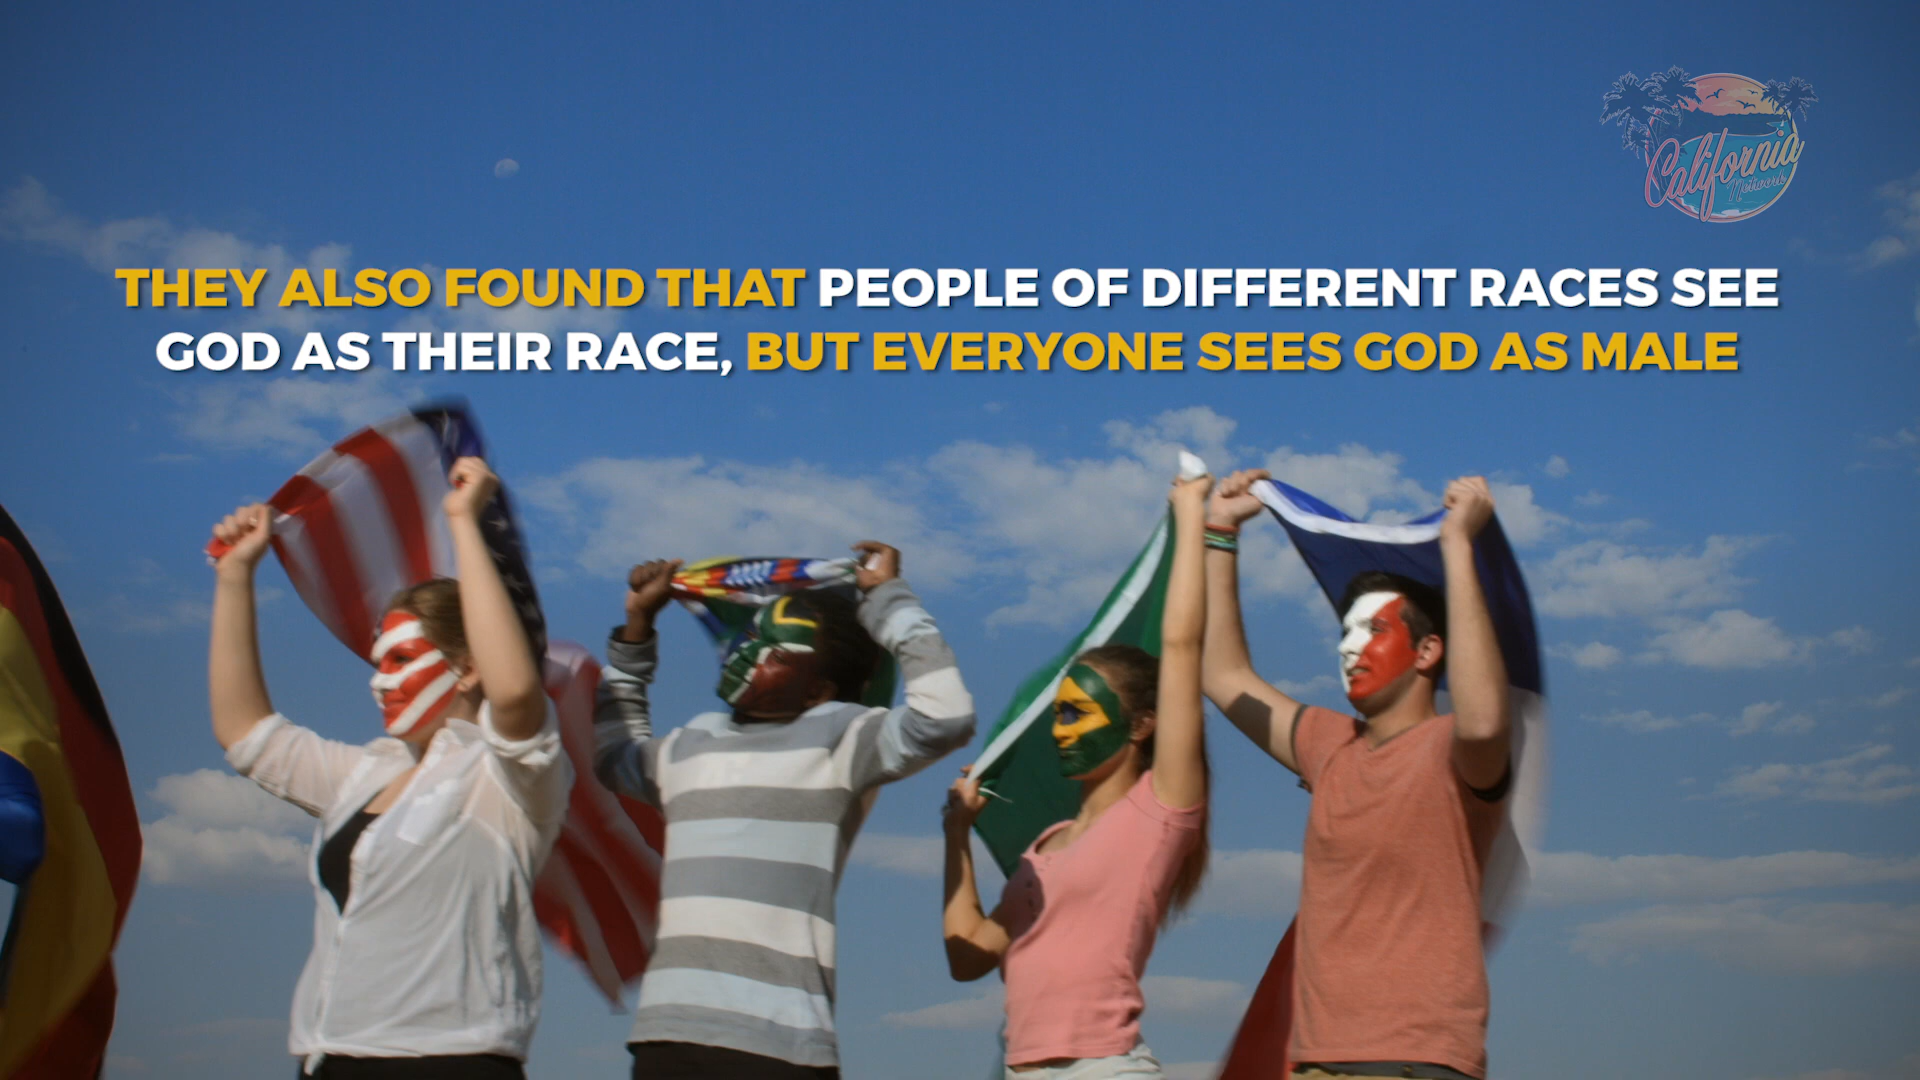 California
Network
THEY ALSO FOUND THAT PEOPLE OF DIFFERENT RACES SEE
GOD AS THEIR RACE, BUT EVERYONE SEES GOD AS MALE